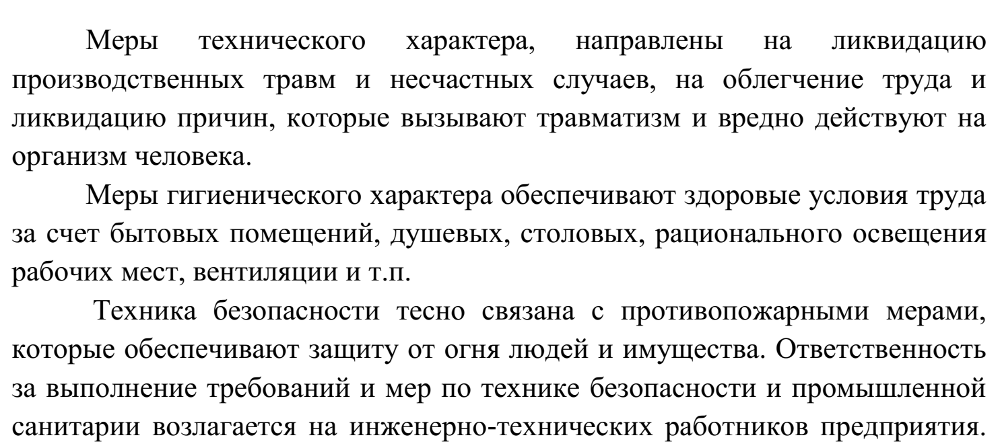 Меры технического характера, направлены на ликвидацию
производственных травм и несчастных случаев, на облегчение труда и
ликвидацию причин, которые вызывают травматизм и вредно действуют на
организм человека.
Меры гигиенического характера обеспечивают здоровые условия труда
за счет бытовых помещений, душевых, столовых, рационального освещения
рабочих мест, вентиляции и т.п.
Техника безопасности тесно связана с противопожарными мерами,
которые обеспечивают защиту от огня людей и имущества. Ответственность
за выполнение требований и мер по технике безопасности и промышленной
санитарии возлагается на инженерно-технических работников предприятия.